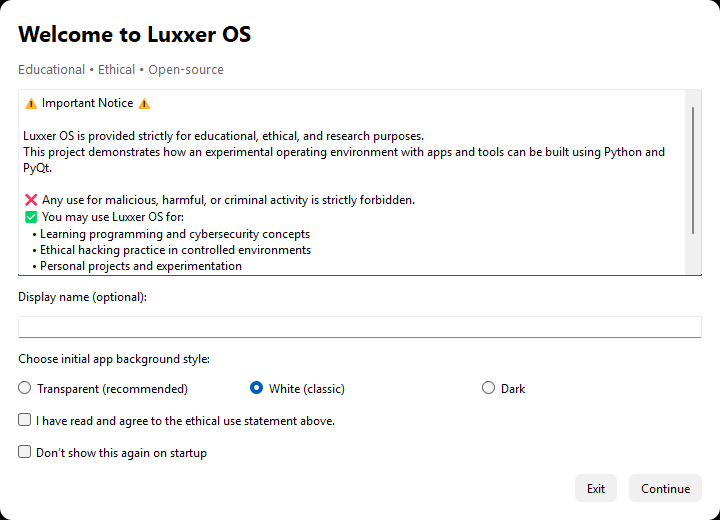 Welcome to Luxxer OS
Educational • Ethical • Open-source
⚠️ Important Notice ⚠️
Luxxer OS is provided strictly for educational, ethical, and research purposes.
This project demonstrates how an experimental operating environment with apps and tools can be built using Python and
PyQt.
❌ Any use for malicious, harmful, or criminal activity is strictly forbidden.
✅ You may use Luxxer OS for:
• Learning programming and cybersecurity concepts
• Ethical hacking practice in controlled environments
• Personal projects and experimentation
Display name (optional):
Choose initial app background style:
Transparent (recommended) White (classic) Dark
I have read and agree to the ethical use statement above.
Don't show this again on startup
Exit Continue